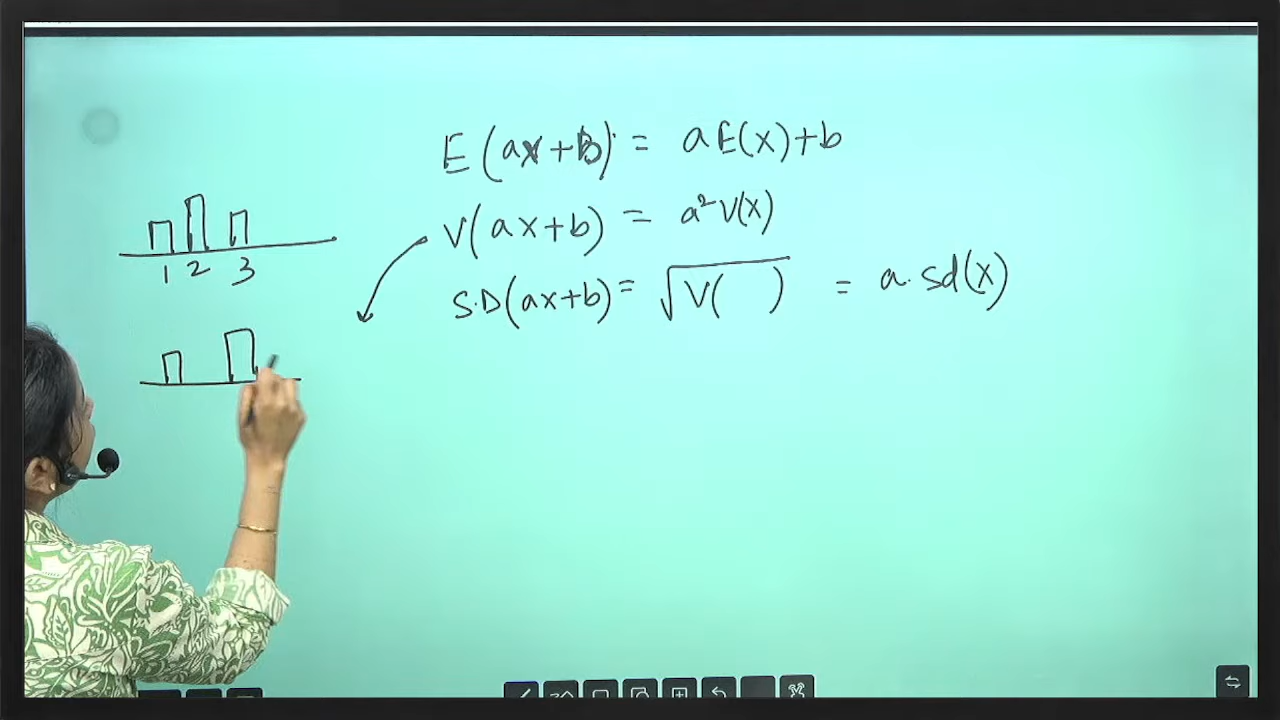 E(ax+b) = aE(x)+b
V(ax+b) = a²V(x)
S.D(ax+b) = √V( ) = a.sd(x)
1 2 3